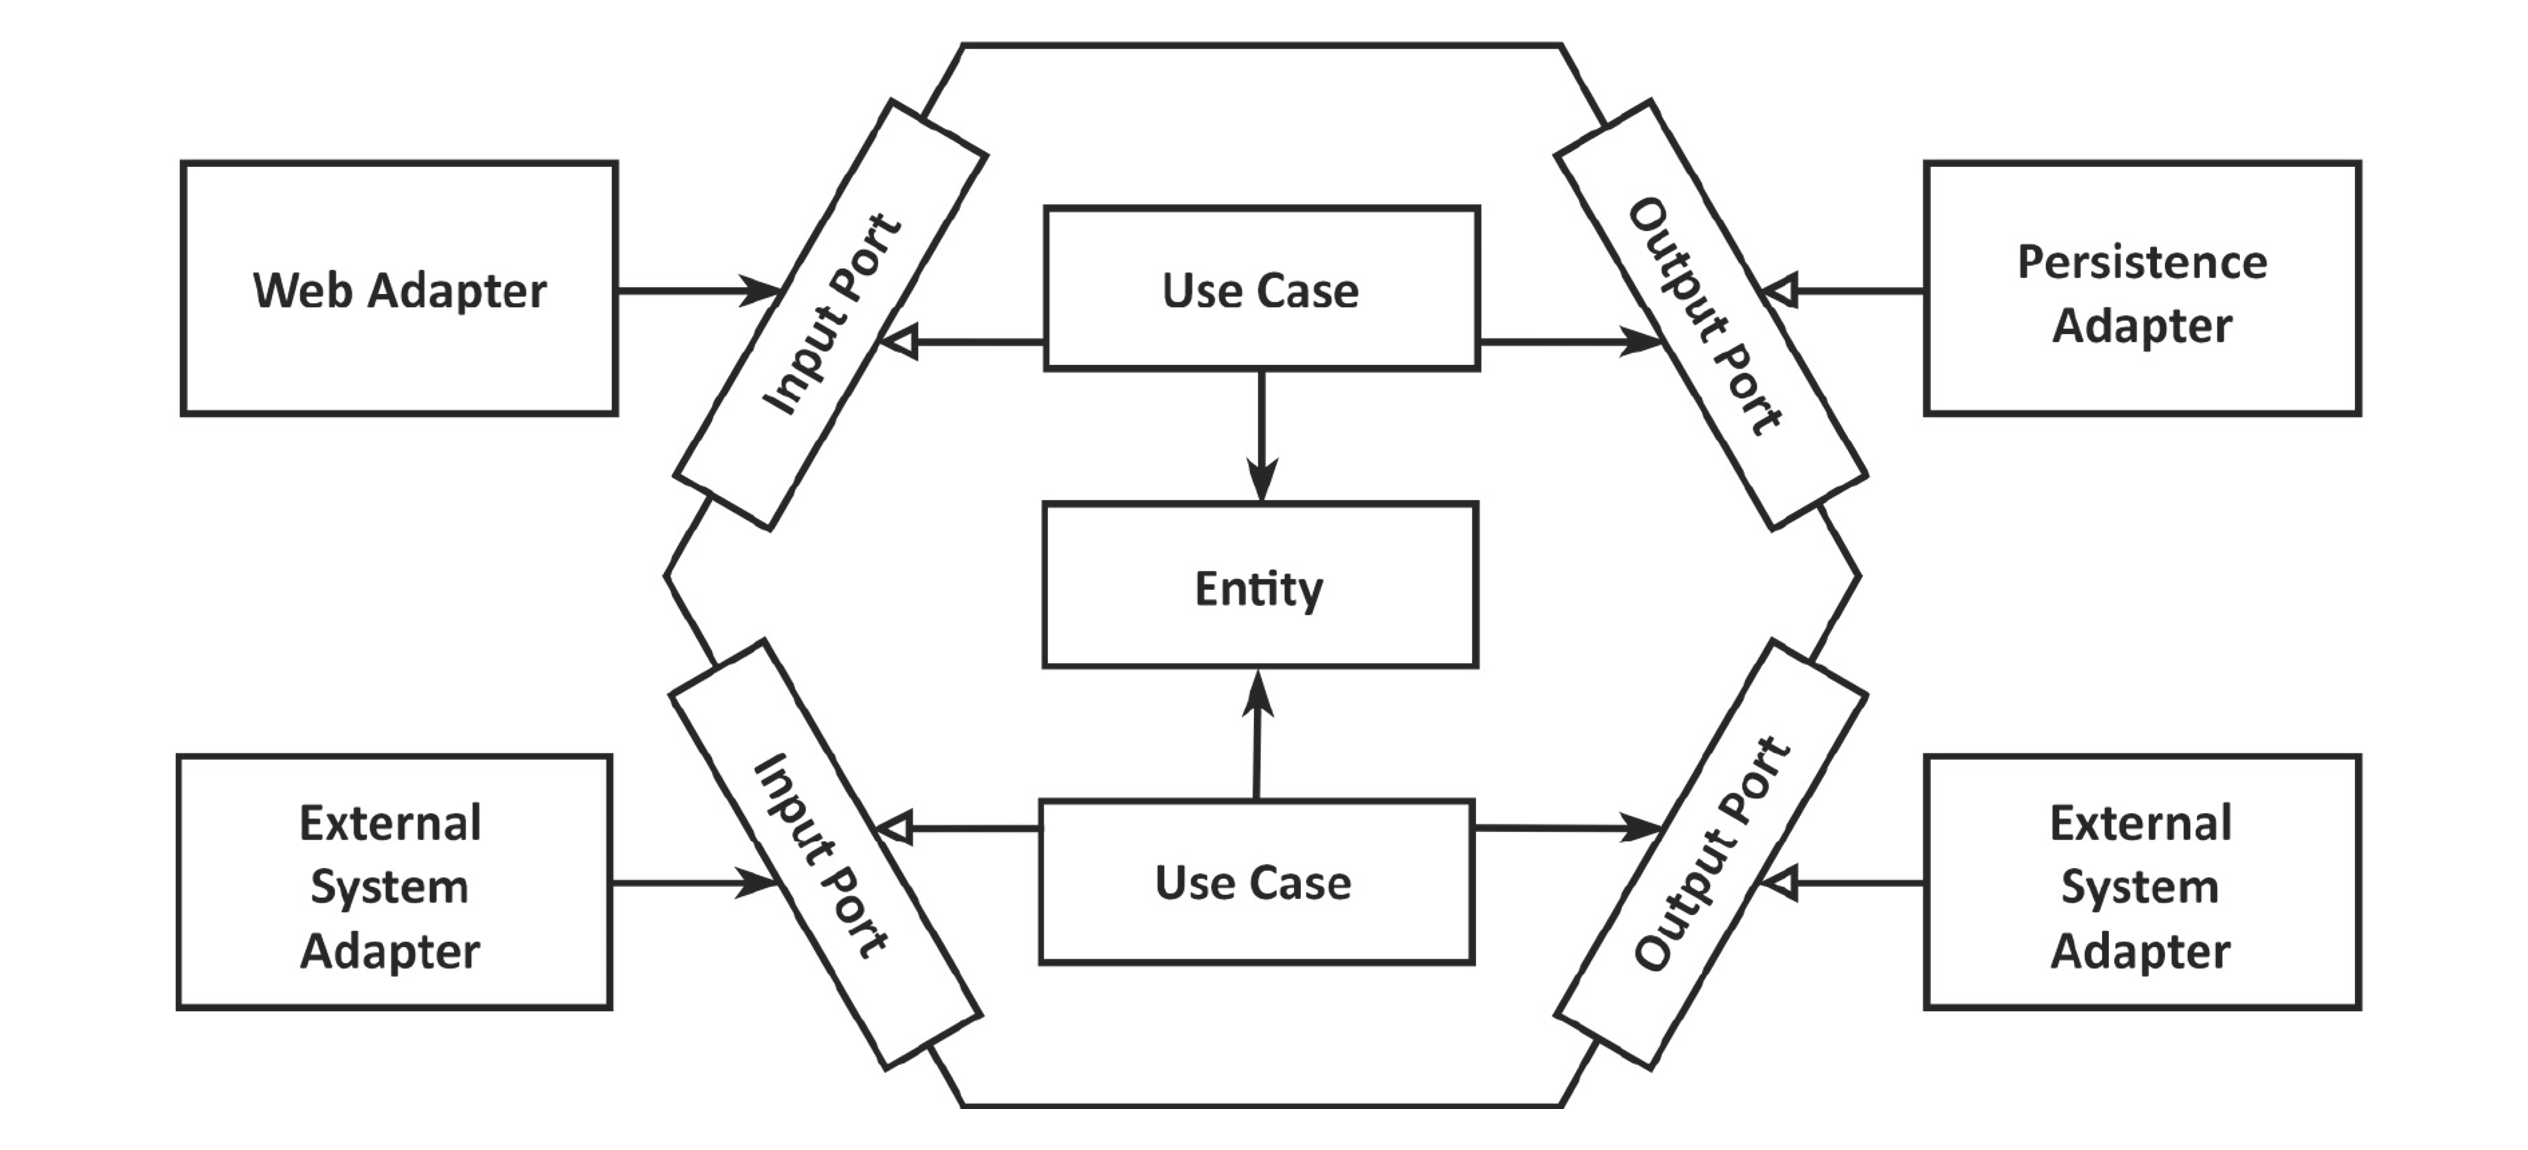 Web Adapter
Input Port
Use Case
Output Port
Persistence
Adapter
Entity
External
System
Adapter
Input Port
Use Case
Output Port
External
System
Adapter